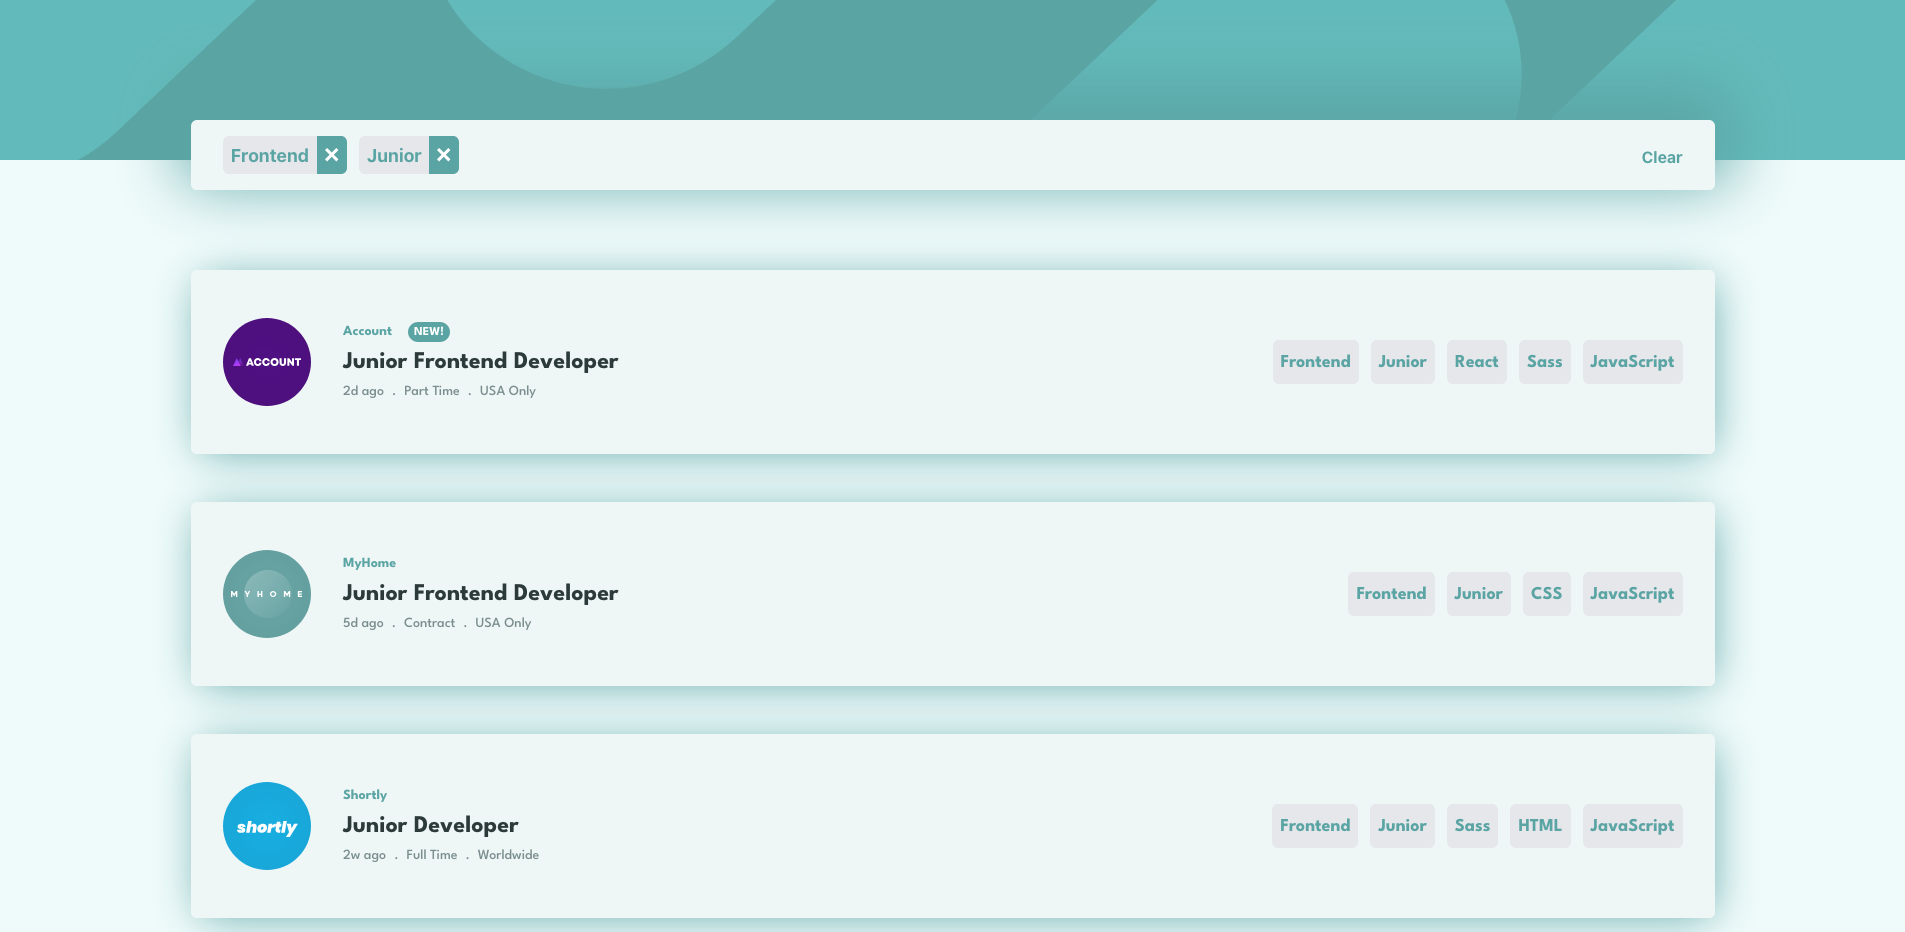 Frontend × Junior × Clear
Account NEW!
ACCOUNT
Junior Frontend Developer
2d ago . Part Time . USA Only
Frontend Junior React Sass JavaScript
MyHome
MYHOME
Junior Frontend Developer
5d ago . Contract . USA Only
Frontend Junior CSS JavaScript
Shortly
shortly
Junior Developer
2w ago . Full Time . Worldwide
Frontend Junior Sass HTML JavaScript